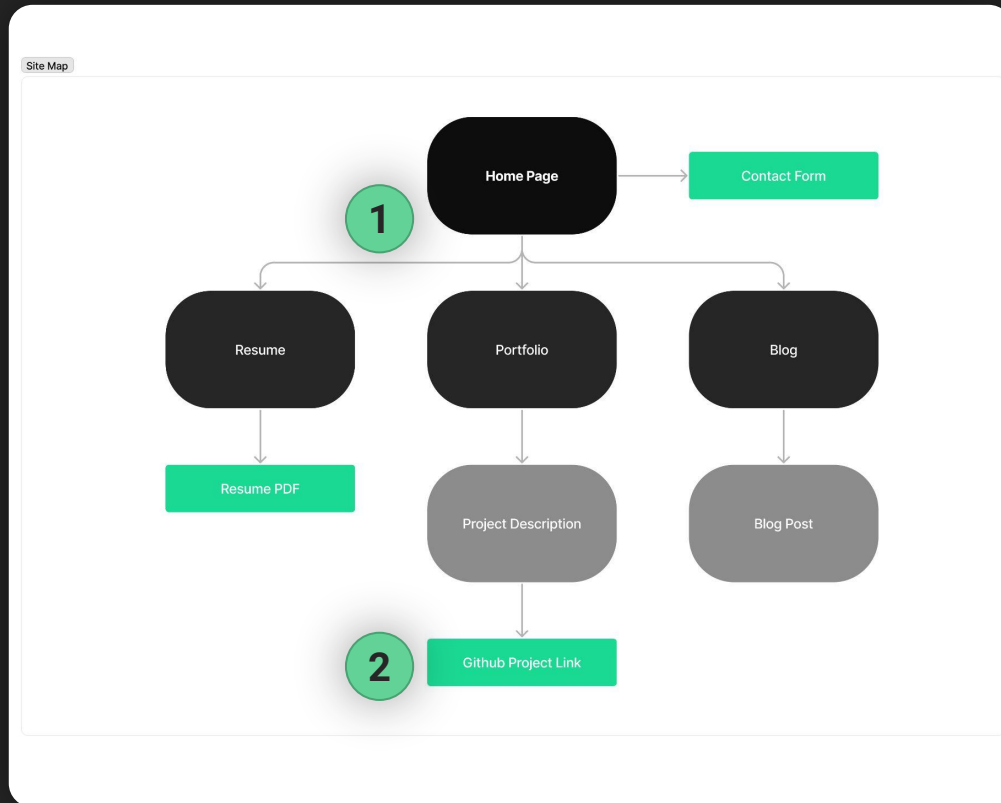 Site Map
Home Page
Contact Form
1
Resume
Portfolio
Blog
Resume PDF
Project Description
Blog Post
2
Github Project Link